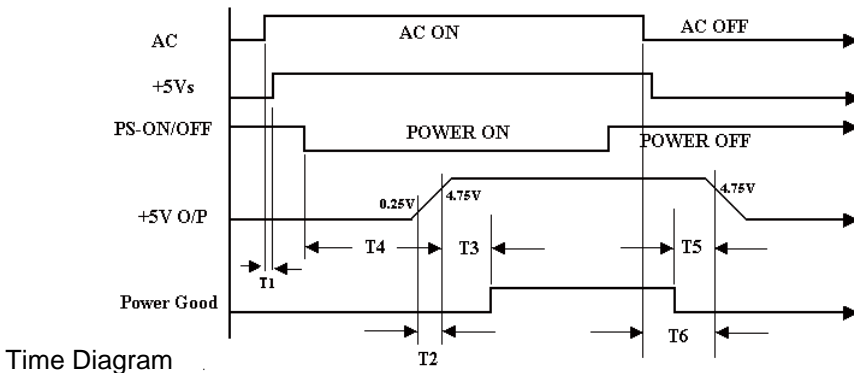 AC
AC ON
AC OFF
+5Vs
PS-ON/OFF
POWER ON
POWER OFF
+5V O/P
0.25V
4.75V
4.75V
T4
T3
T5
T1
Power Good
T2
T6
Time Diagram